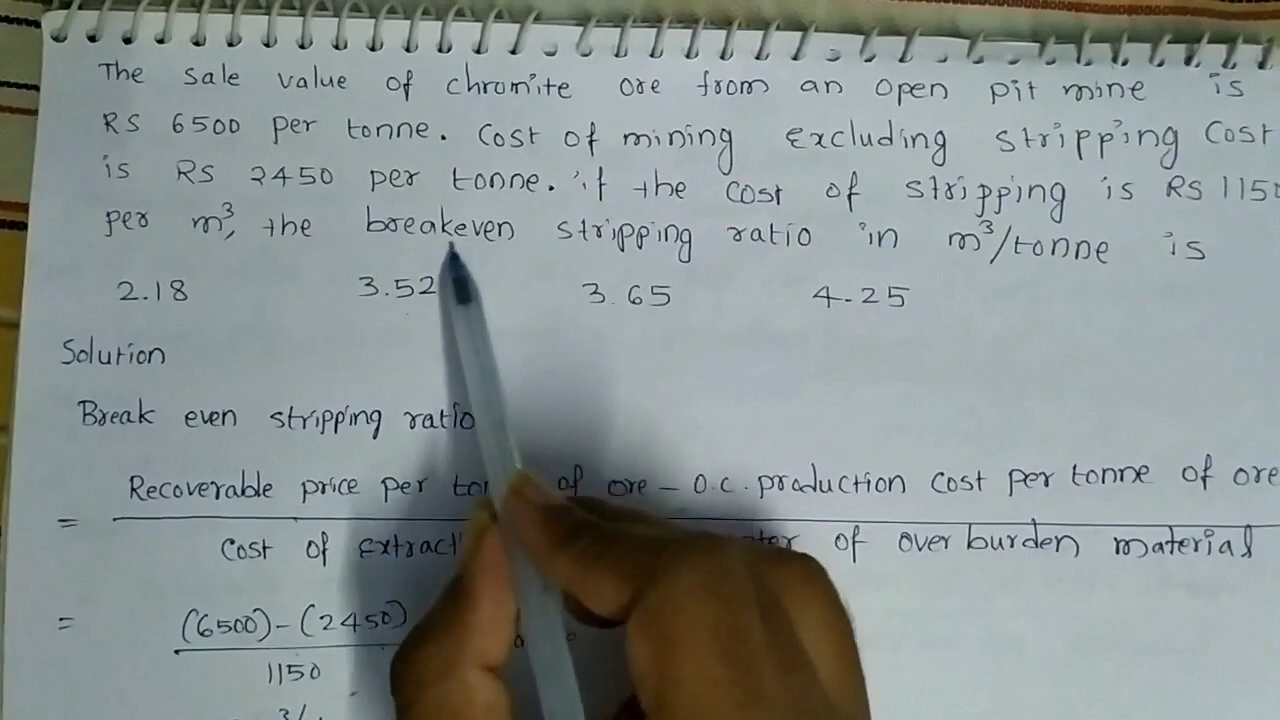 The sale value of chromite ore from an open pit mine is
RS 6500 per tonne. Cost of mining Excluding stripping Cost
is RS 2450 per tonne. if the cost of stripping is RS 1150
per m³, the breakeven stripping ratio in m³/tonne is
2.18 3.52 3.65 4.25
Solution
Break even stripping ratio
Recoverable price per of ore - o.c. production cost per tonne of ore
= 
Cost of of over burden material
= (6500) - (2450)
1150